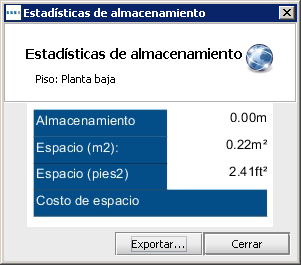 Estadísticas de almacenamiento
Estadísticas de almacenamiento
Piso: Planta baja
Almacenamiento 0.00m
Espacio (m2): 0.22m²
Espacio (pies2) 2.41ft²
Costo de espacio
Exportar... Cerrar